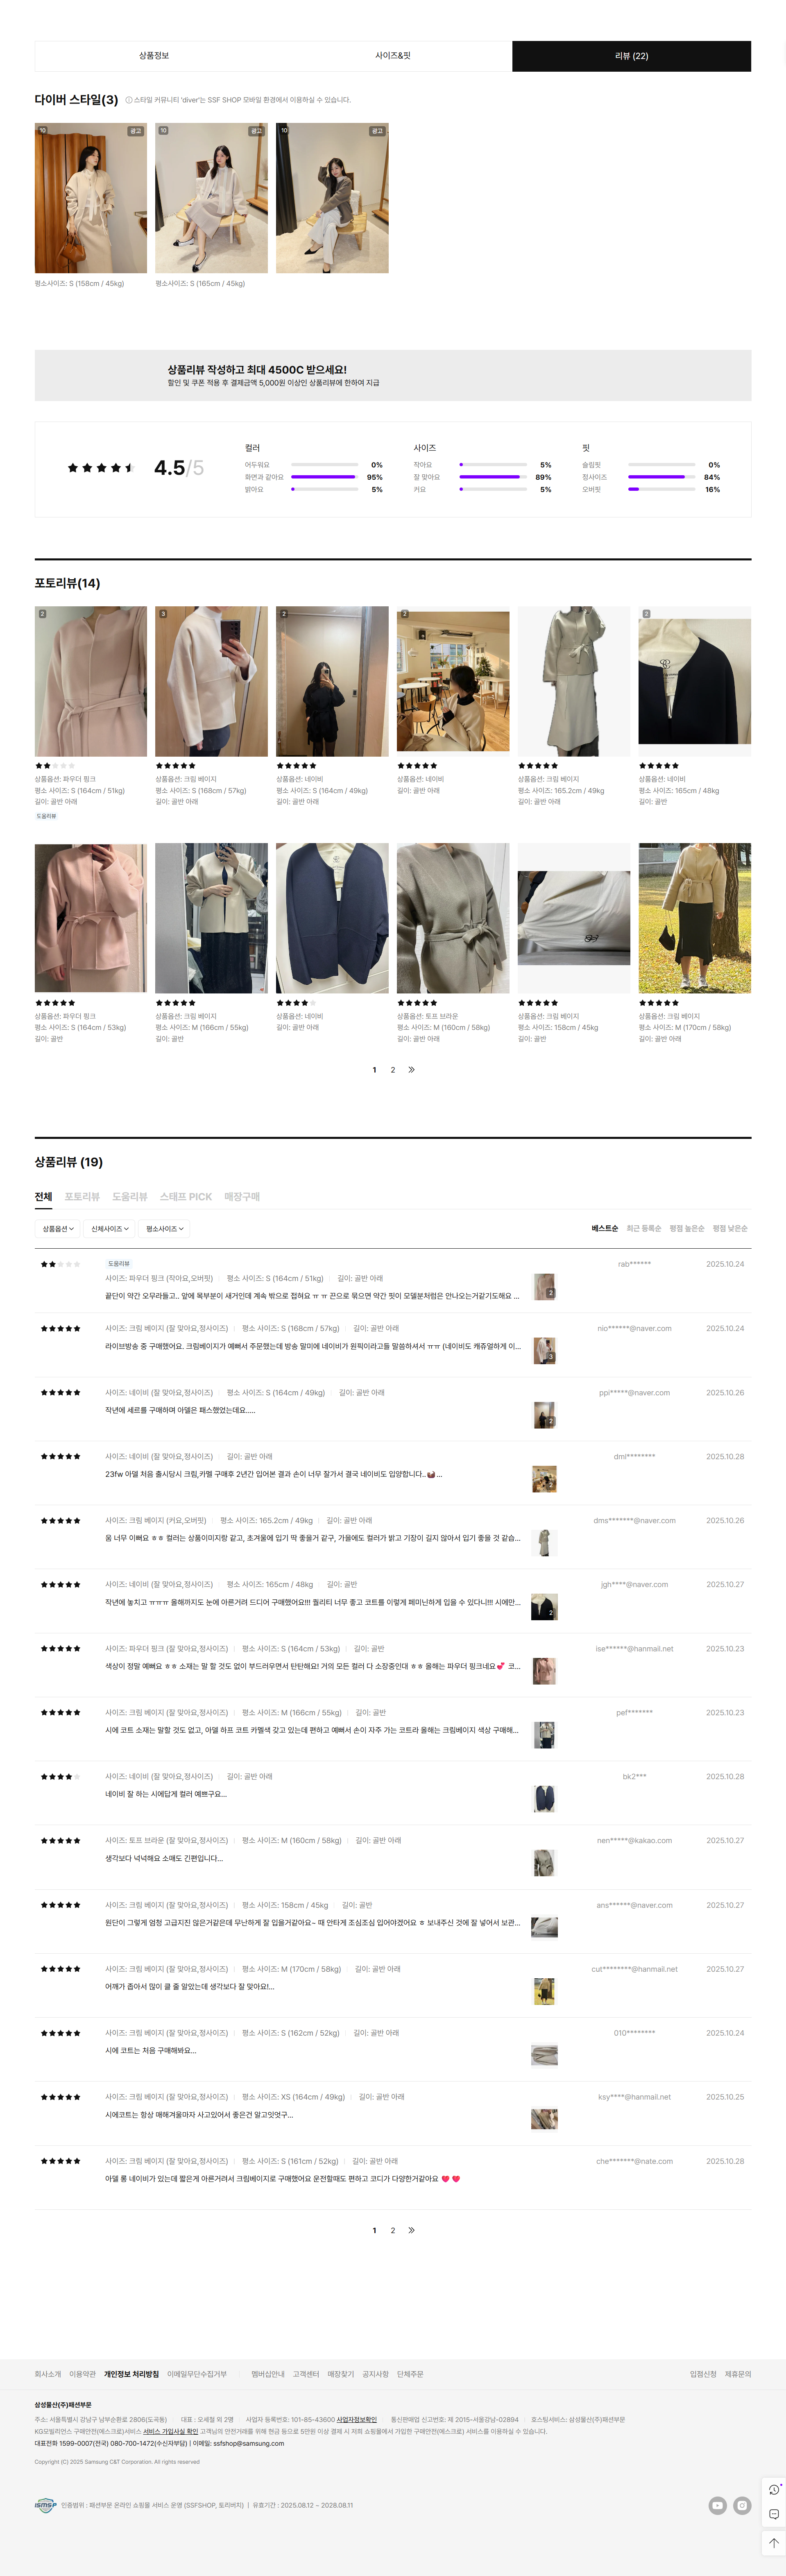 상품정보
사이즈&핏
리뷰 (22)
다이버 스타일(3)
스타일 커뮤니티 'diver'는 SSF SHOP 모바일 환경에서 이용하실 수 있습니다.
10 광고
10 광고
10 광고
평소사이즈: S (158cm / 45kg)
평소사이즈: S (165cm / 45kg)
상품리뷰 작성하고 최대 4500C 받으세요!
할인 및 쿠폰 적용 후 결제금액 5,000원 이상인 상품리뷰에 한하여 지급
4.5/5
컬러
어두워요 0%
화면과 같아요 95%
밝아요 5%
사이즈
작아요 5%
잘 맞아요 89%
커요 5%
핏
슬림핏 0%
정사이즈 84%
오버핏 16%
포토리뷰(14)
2
3
2
2
2
상품옵션: 파우더 핑크
평소 사이즈: S (164cm / 51kg)
길이: 골반 아래
도움리뷰
상품옵션: 크림 베이지
평소 사이즈: S (168cm / 57kg)
길이: 골반 아래
상품옵션: 네이비
평소 사이즈: S (164cm / 49kg)
길이: 골반 아래
상품옵션: 네이비
길이: 골반 아래
상품옵션: 크림 베이지
평소 사이즈: 165.2cm / 49kg
길이: 골반 아래
상품옵션: 네이비
평소 사이즈: 165cm / 48kg
길이: 골반
상품옵션: 파우더 핑크
평소 사이즈: S (164cm / 53kg)
길이: 골반
상품옵션: 크림 베이지
평소 사이즈: M (166cm / 55kg)
길이: 골반
상품옵션: 네이비
길이: 골반 아래
상품옵션: 토프 브라운
평소 사이즈: M (160cm / 58kg)
길이: 골반 아래
상품옵션: 크림 베이지
평소 사이즈: 158cm / 45kg
길이: 골반
상품옵션: 크림 베이지
평소 사이즈: M (170cm / 58kg)
길이: 골반 아래
1 2
상품리뷰 (19)
전체 포토리뷰 도움리뷰 스태프 PICK 매장구매
상품옵션 신체사이즈 평소사이즈
베스트순 최근 등록순 평점 높은순 평점 낮은순
도움리뷰 rab****** 2025.10.24
사이즈: 파우더 핑크 (작아요,오버핏) 평소 사이즈: S (164cm / 51kg) 길이: 골반 아래
끝단이 약간 오무라들고.. 앞에 목부분이 새거인데 계속 밖으로 접혀요 ㅠ ㅠ 끈으로 묶으면 약간 핏이 모델분처럼은 안나오는거같기도해요 ...
2
사이즈: 크림 베이지 (잘 맞아요,정사이즈) 평소 사이즈: S (168cm / 57kg) 길이: 골반 아래 nio******@naver.com 2025.10.24
라이브방송 중 구매했어요. 크림베이지가 예뻐서 주문했는데 방송 말미에 네이비가 원픽이라고들 말씀하셔서 ㅠㅠ (네이비도 캐쥬얼하게 이...
3
사이즈: 네이비 (잘 맞아요,정사이즈) 평소 사이즈: S (164cm / 49kg) 길이: 골반 아래 ppi*****@naver.com 2025.10.26
작년에 세르를 구매하며 아델은 패스했었는데요.....
2
사이즈: 네이비 (잘 맞아요,정사이즈) 길이: 골반 아래 dml******** 2025.10.28
23fw 아델 처음 출시당시 크림,카멜 구매후 2년간 입어본 결과 손이 너무 잘가서 결국 네이비도 입양합니다.. ...
2
사이즈: 크림 베이지 (커요,오버핏) 평소 사이즈: 165.2cm / 49kg 길이: 골반 아래 dms*******@naver.com 2025.10.26
움 너무 이뻐요 ㅎㅎ 컬러는 상품이미지랑 같고, 초겨울에 입기 딱 좋을거 같구, 가을에도 컬러가 밝고 기장이 길지 않아서 입기 좋을 것 같습...
사이즈: 네이비 (잘 맞아요,정사이즈) 평소 사이즈: 165cm / 48kg 길이: 골반 jgh****@naver.com 2025.10.27
작년에 놓치고 ㅠㅠㅠ 올해까지도 눈에 아른거려 드디어 구매했어요!!! 퀄리티 너무 좋고 코트를 이렇게 페미닌하게 입을 수 있다니!!! 시에만...
2
사이즈: 파우더 핑크 (잘 맞아요,정사이즈) 평소 사이즈: S (164cm / 53kg) 길이: 골반 ise******@hanmail.net 2025.10.23
색상이 정말 예뻐요 ㅎㅎ 소재는 말 할 것도 없이 부드러우면서 탄탄해요! 거의 모든 컬러 다 소장중인대 ㅎㅎ 올해는 파우더 핑크네요💕 코...
사이즈: 크림 베이지 (잘 맞아요,정사이즈) 평소 사이즈: M (166cm / 55kg) 길이: 골반 pef******* 2025.10.23
시에 코트 소재는 말할 것도 없고, 아델 하프 코트 카멜색 갖고 있는데 편하고 예뻐서 손이 자주 가는 코트라 올해는 크림베이지 색상 구매해...
사이즈: 네이비 (잘 맞아요,정사이즈) 길이: 골반 아래 bk2*** 2025.10.28
네이비 잘 하는 시에답게 컬러 예쁘구요...
사이즈: 토프 브라운 (잘 맞아요,정사이즈) 평소 사이즈: M (160cm / 58kg) 길이: 골반 아래 nen*****@kakao.com 2025.10.27
생각보다 넉넉해요 소매도 긴편입니다...
사이즈: 크림 베이지 (잘 맞아요,정사이즈) 평소 사이즈: 158cm / 45kg 길이: 골반 ans******@naver.com 2025.10.27
원단이 그렇게 엄청 고급지진 않은거같은데 무난하게 잘 입을거같아요~ 때 안타게 조심조심 입어야겠어요 ㅎ 보내주신 것에 잘 넣어서 보관...
사이즈: 크림 베이지 (잘 맞아요,정사이즈) 평소 사이즈: M (170cm / 58kg) 길이: 골반 아래 cut********@hanmail.net 2025.10.27
어깨가 좁아서 많이 클 줄 알았는데 생각보다 잘 맞아요!...
사이즈: 크림 베이지 (잘 맞아요,정사이즈) 평소 사이즈: S (162cm / 52kg) 길이: 골반 아래 010******** 2025.10.24
시에 코트는 처음 구매해봐요...
사이즈: 크림 베이지 (잘 맞아요,정사이즈) 평소 사이즈: XS (164cm / 49kg) 길이: 골반 아래 ksy****@hanmail.net 2025.10.25
시에코트는 항상 매해겨울마자 사고있어서 좋은건 알고잇엇구...
사이즈: 크림 베이지 (잘 맞아요,정사이즈) 평소 사이즈: S (161cm / 52kg) 길이: 골반 아래 che*******@nate.com 2025.10.28
아델 롱 네이비가 있는데 짧은게 아른거려서 크림베이지로 구매했어요 운전할때도 편하고 코디가 다양한거같아요 ❤️ ❤️
1 2
회사소개 이용약관 개인정보 처리방침 이메일무단수집거부 멤버십안내 고객센터 매장찾기 공지사항 단체주문 입점신청 제휴문의
삼성물산(주)패션부문
주소: 서울특별시 강남구 남부순환로 2806(도곡동) 대표 : 오세철 외 2명 사업자 등록번호: 101-85-43600 사업자정보확인 통신판매업 신고번호: 제 2015-서울강남-02894 호스팅서비스: 삼성물산(주)패션부문
KG모빌리언스 구매안전(에스크로)서비스 서비스 가입사실 확인 고객님의 안전거래를 위해 현금 등으로 5만원 이상 결제 시 저희 쇼핑몰에서 가입한 구매안전(에스크로) 서비스를 이용하실 수 있습니다.
대표전화 1599-0007(전국) 080-700-1472(수신자부담) | 이메일: ssfshop@samsung.com
Copyright (C) 2025 Samsung C&T Corporation. All rights reserved
ISMS-P 인증범위 : 패션부문 온라인 쇼핑몰 서비스 운영 (SSFSHOP, 토리버치) | 유효기간 : 2025.08.12 ~ 2028.08.11